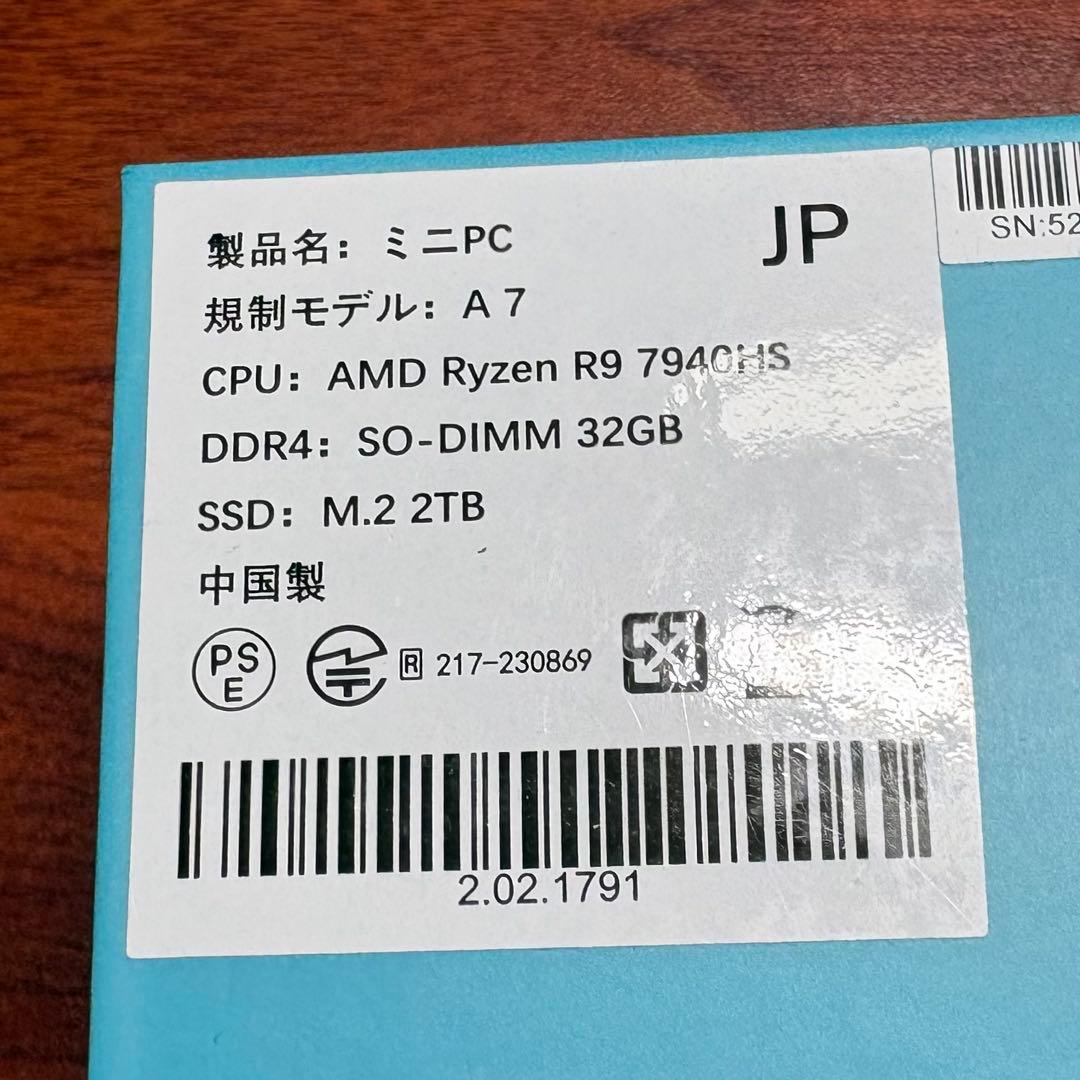 製品名：ミニPC
JP
SN:52
規制モデル：A 7
CPU：AMD Ryzen R9 7940HS
DDR4：SO-DIMM 32GB
SSD：M.2 2TB
中国製
PS
E
R 217-230869
2.02.1791